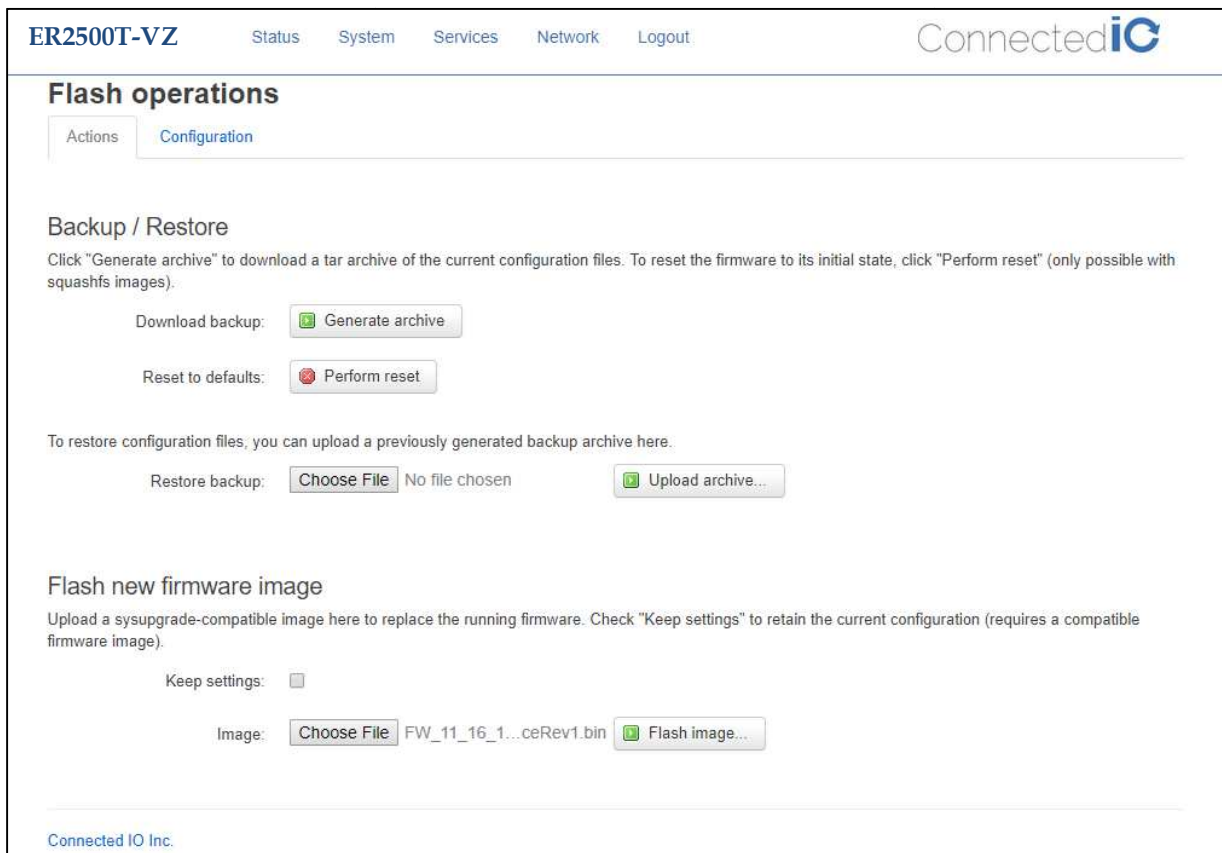 ER2500T-VZ Status System Services Network Logout ConnectediO
Flash operations
Actions Configuration
Backup / Restore
Click "Generate archive" to download a tar archive of the current configuration files. To reset the firmware to its initial state, click "Perform reset" (only possible with
squashfs images).
Download backup: Generate archive
Reset to defaults: Perform reset
To restore configuration files, you can upload a previously generated backup archive here.
Restore backup: Choose File No file chosen Upload archive...
Flash new firmware image
Upload a sysupgrade-compatible image here to replace the running firmware. Check "Keep settings" to retain the current configuration (requires a compatible
firmware image).
Keep settings:
Image: Choose File FW_11_16_1...ceRev1.bin Flash image...
Connected IO Inc.